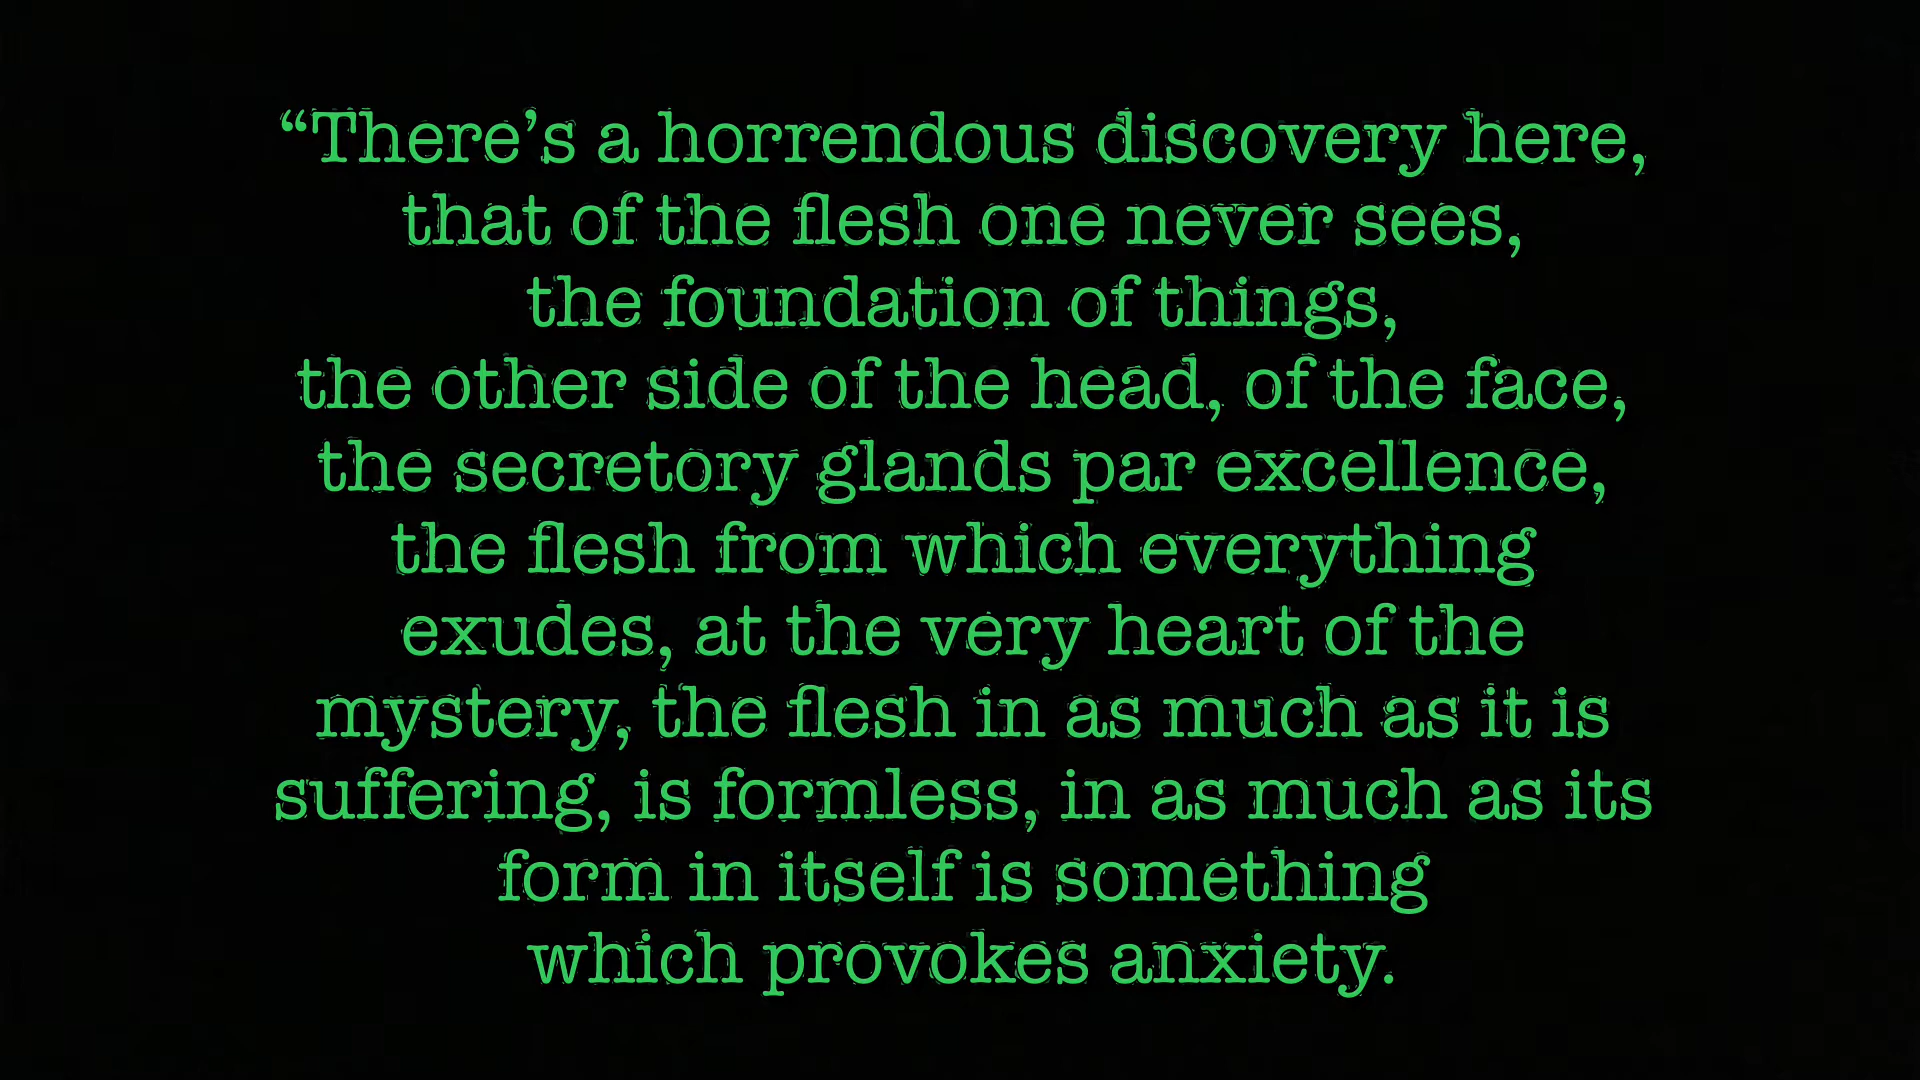 “There’s a horrendous discovery here,
that of the flesh one never sees,
the foundation of things,
the other side of the head, of the face,
the secretory glands par excellence,
the flesh from which everything
exudes, at the very heart of the
mystery, the flesh in as much as it is
suffering, is formless, in as much as its
form in itself is something
which provokes anxiety.